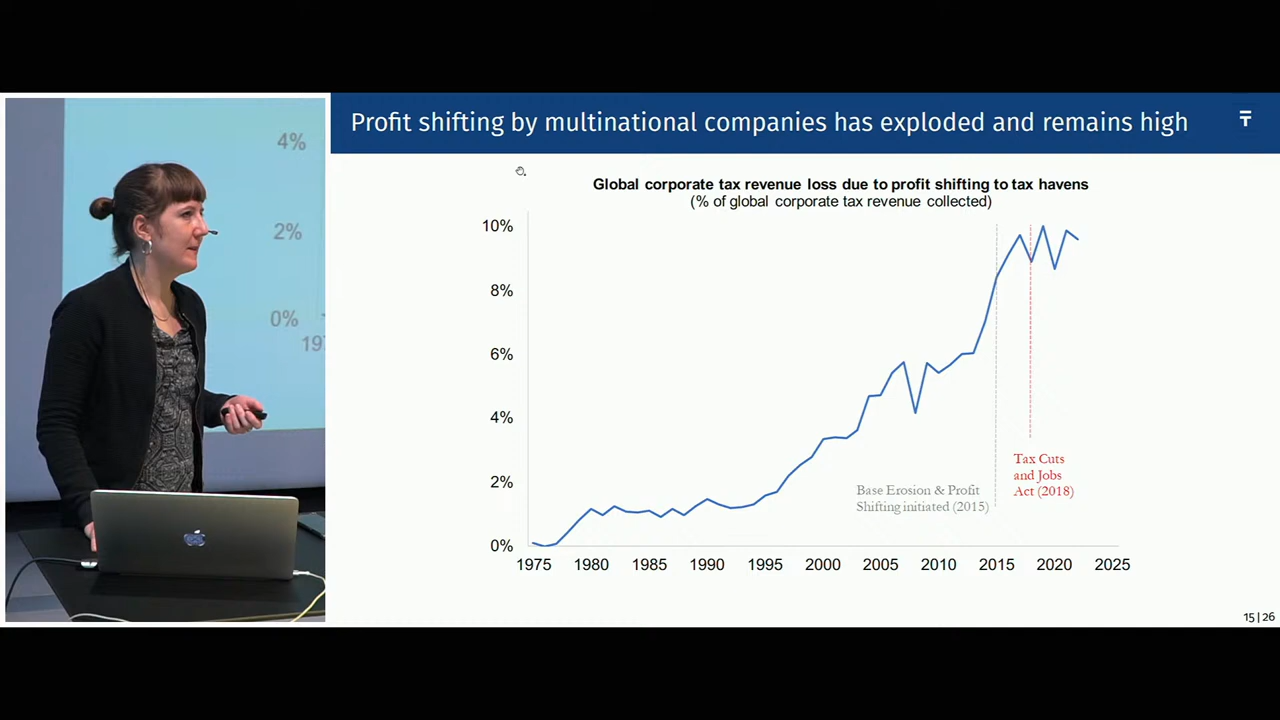 4%
2%
0%
19
Profit shifting by multinational companies has exploded and remains high
Global corporate tax revenue loss due to profit shifting to tax havens
(% of global corporate tax revenue collected)
10%
8%
6%
4%
2%
0%
Tax Cuts
and Jobs
Act (2018)
Base Erosion & Profit
Shifting initiated (2015)
1975 1980 1985 1990 1995 2000 2005 2010 2015 2020 2025
15 | 26